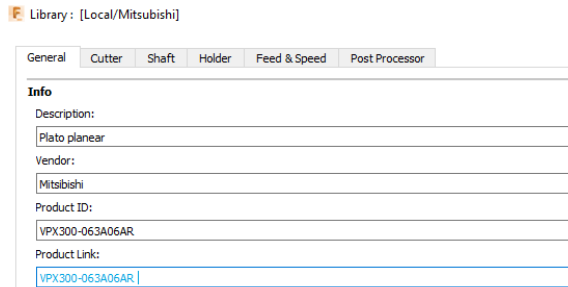 Library : [Local/Mitsubishi]
General Cutter Shaft Holder Feed & Speed Post Processor
Info
Description:
Plato planear
Vendor:
Mitsibishi
Product ID:
VPX300-063A06AR
Product Link:
VPX300-063A06AR